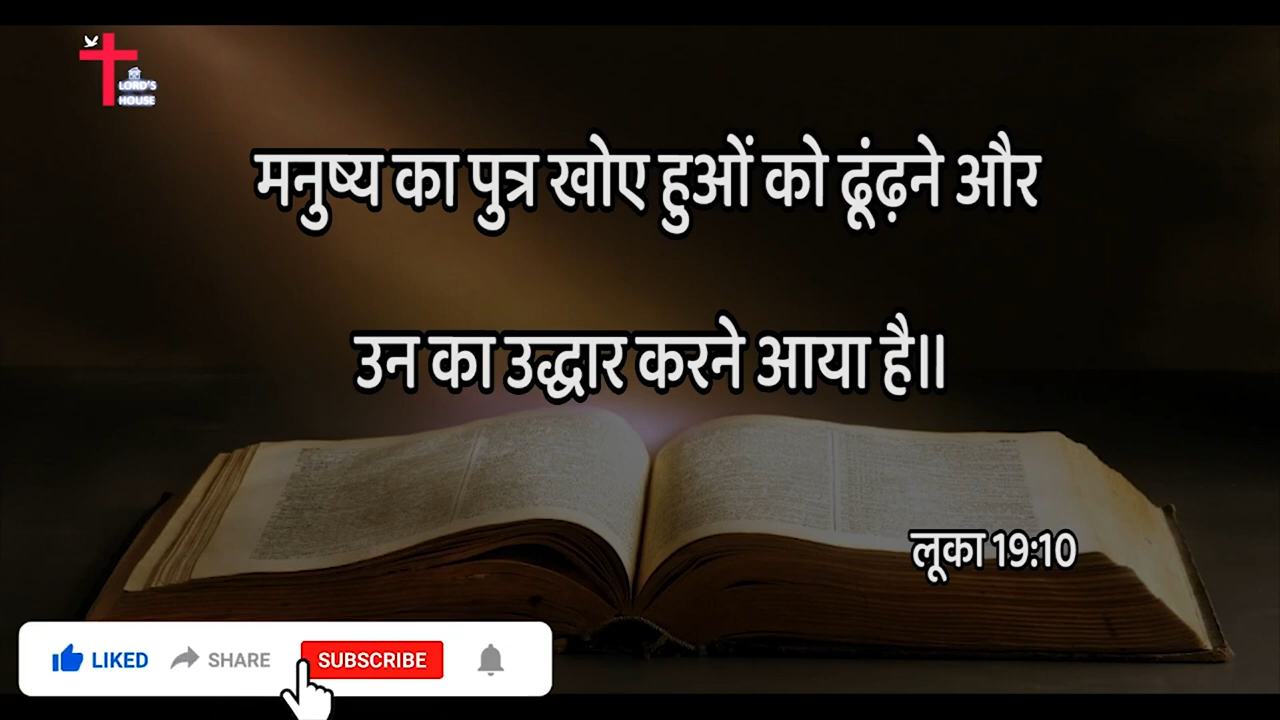 LORD'S
HOUSE
मनुष्य का पुत्र खोए हुओं को ढूंढ़ने और
उन का उद्धार करने आया है॥
लूका 19:10
LIKED SHARE SUBSCRIBE